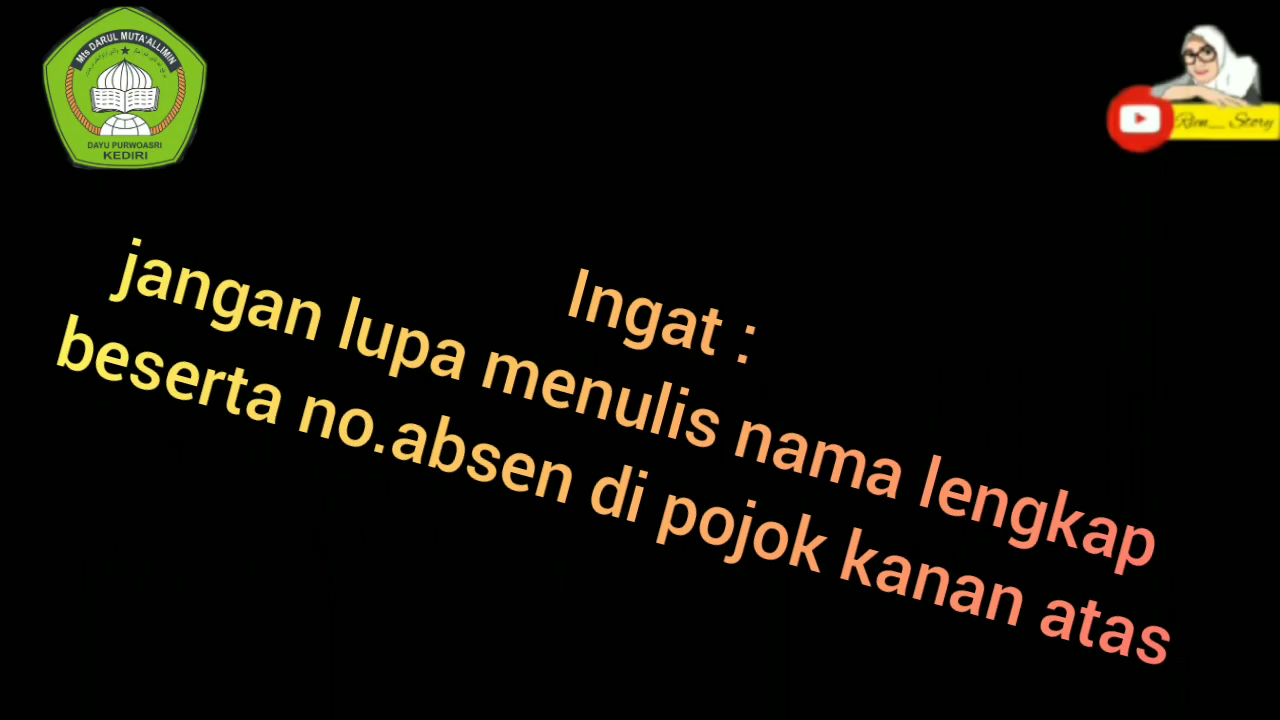 MTs DARUL MUTA'ALLIMIN
DAYU PURWOASRI
KEDIRI
Ingat :
jangan lupa menulis nama lengkap
beserta no.absen di pojok kanan atas